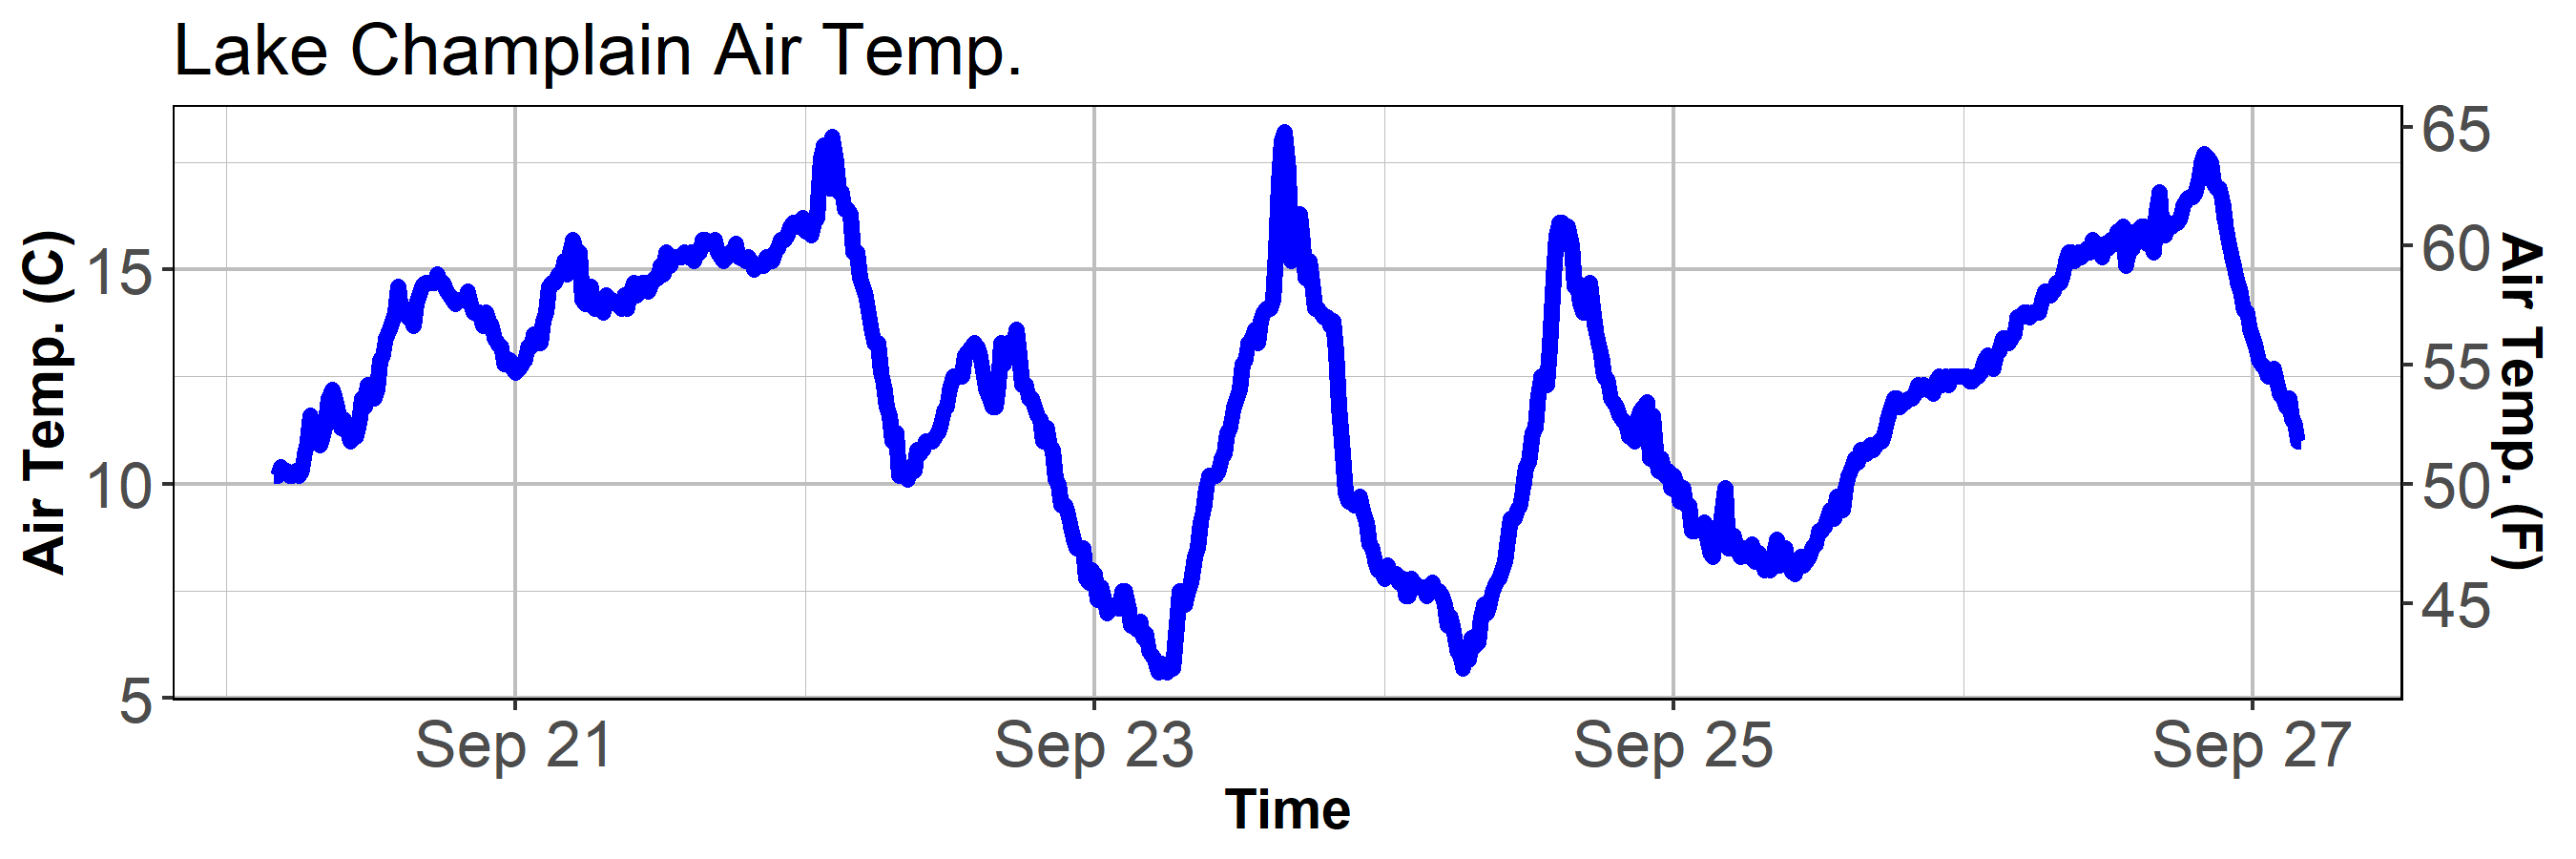 Lake Champlain Air Temp.
Air Temp. (C)
15
10
5
65
60
55
50
45
Air Temp. (F)
Sep 21 Sep 23 Sep 25 Sep 27
Time